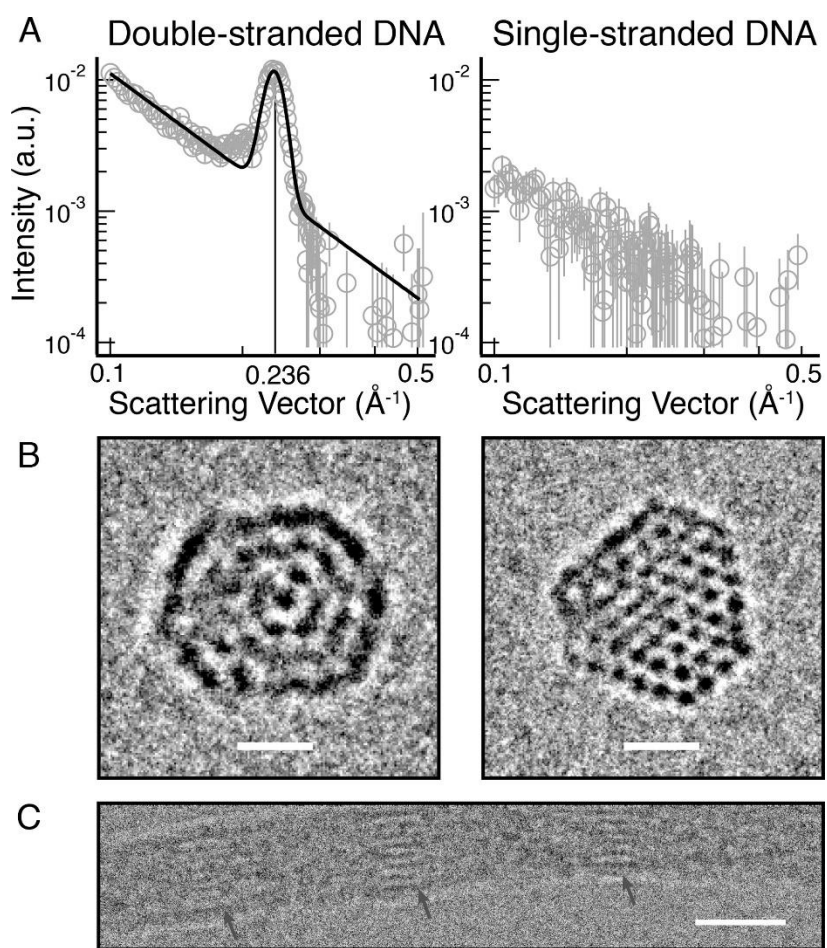 A
Double-stranded DNA
Single-stranded DNA
Intensity (a.u.)
10⁻²
10⁻³
10⁻⁴
10⁻²
10⁻³
10⁻⁴
0.1
0.236
0.5
0.1
0.5
Scattering Vector (Å⁻¹)
Scattering Vector (Å⁻¹)
B
C